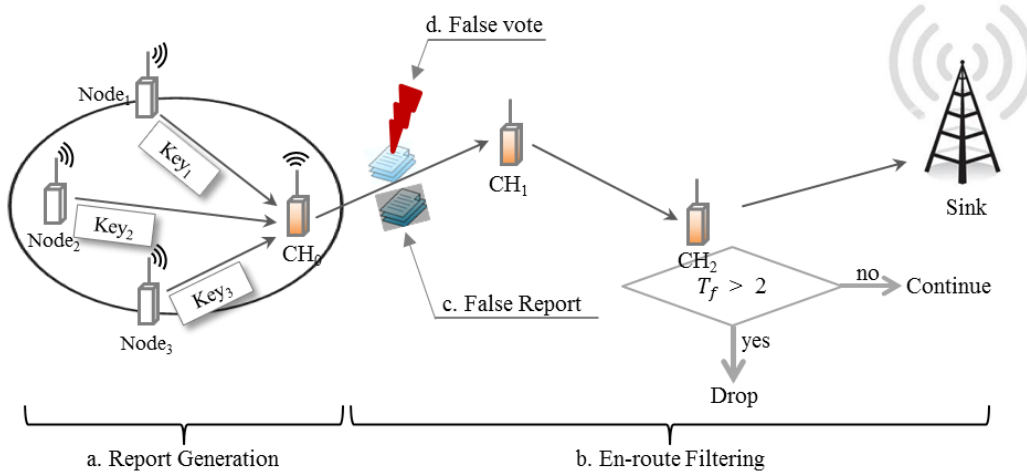 d. False vote
Node1
Key1
CH1
Sink
Node2
Key2
CH0
CH2
Key3
Node3
c. False Report
Tf > 2
no
Continue
yes
Drop
a. Report Generation
b. En-route Filtering